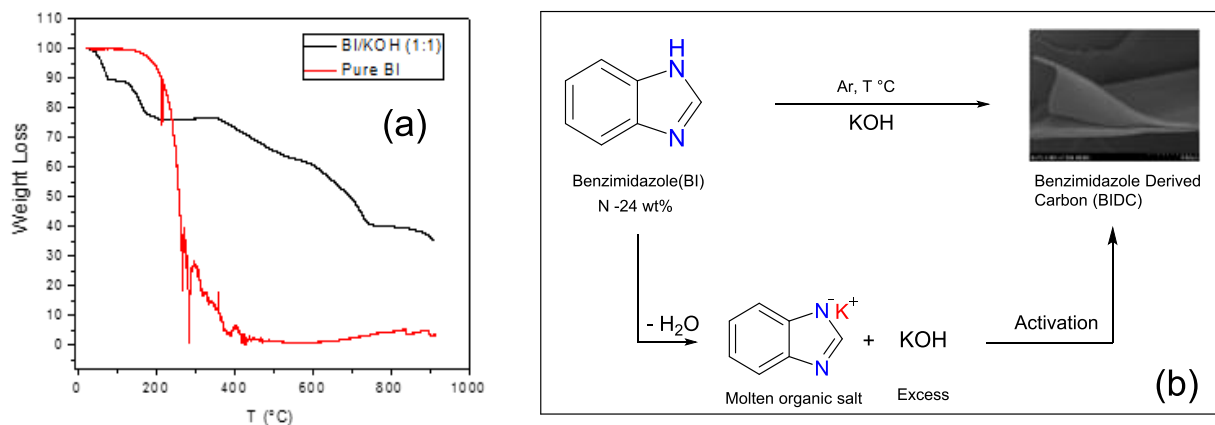 110
100
90
80
70
60
50
40
30
20
10
0
Weight Loss
BI/KOH (1:1)
Pure BI
(a)
0 200 400 600 800 1000
T (°C)
H
N
N
Ar, T °C
KOH
Benzimidazole(BI)
N -24 wt%
Benzimidazole Derived
Carbon (BIDC)
- H₂O
N⁻K⁺
N
+ KOH
Activation
Molten organic salt
Excess
(b)